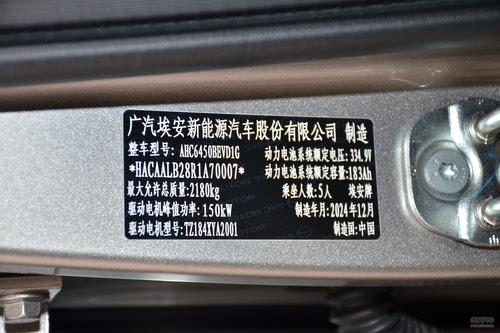 广汽埃安新能源汽车股份有限公司 制造
整车型号: AHC6450BEVD1G 动力电池系统额定电压: 334.9V
*HACAALB28R1A70007* 动力电池系统额定容量: 183Ah
最大允许总质量: 2180kg 乘坐人数: 5人 埃安牌
驱动电机峰值功率: 150kW 制造年月: 2024年12月
驱动电机型号: TZ184XYA2001 制造国: 中国